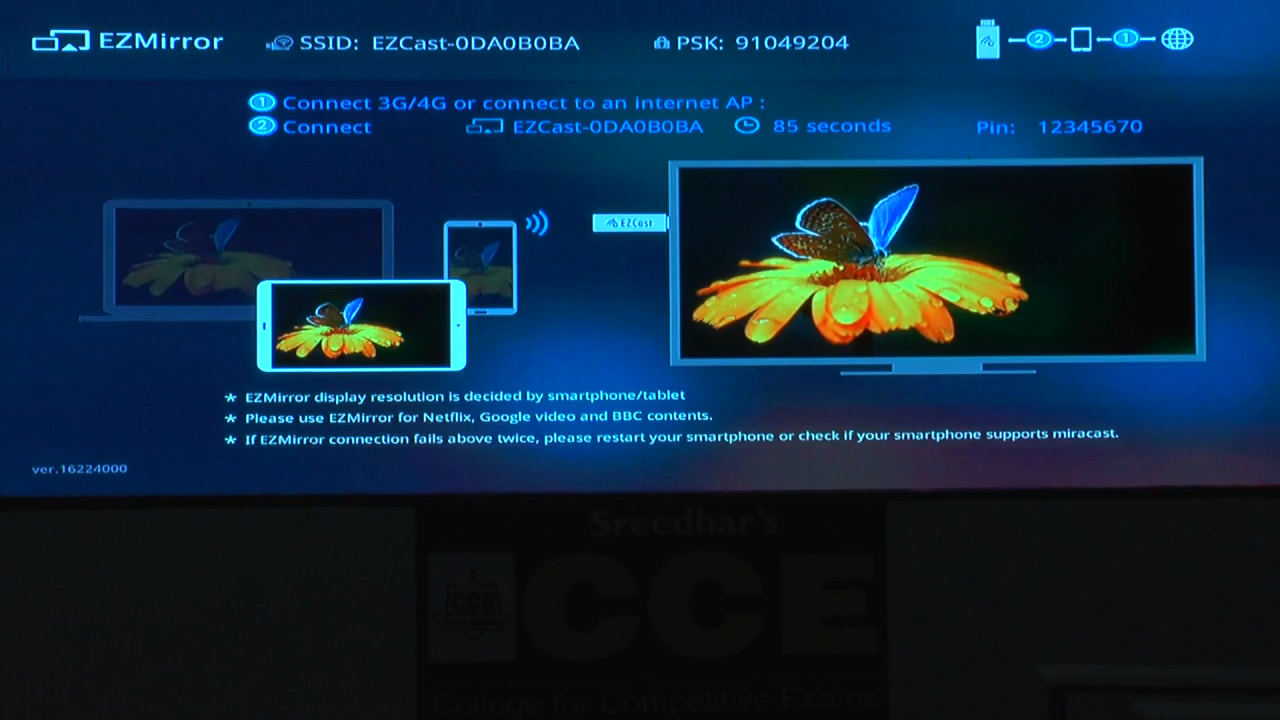 EZMirror SSID: EZCast-0DA0B0BA PSK: 91049204
2 1
1 Connect 3G/4G or connect to an internet AP :
2 Connect EZCast-0DA0B0BA 85 seconds Pin: 12345670
EZCast
* EZMirror display resolution is decided by smartphone/tablet
* Please use EZMirror for Netflix, Google video and BBC contents.
* If EZMirror connection fails above twice, please restart your smartphone or check if your smartphone supports miracast.
ver.16224000
Sreedhar's
CCE
CCE
College for Competitive Exams